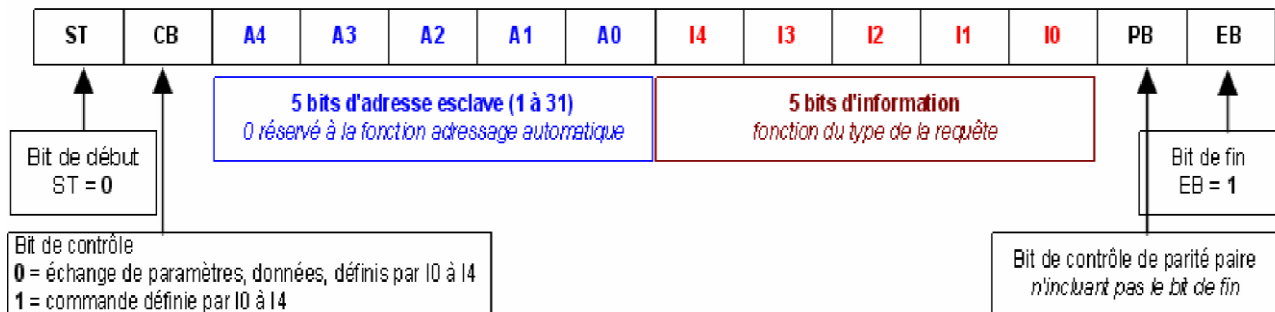 ST CB A4 A3 A2 A1 A0 I4 I3 I2 I1 I0 PB EB
5 bits d'adresse esclave (1 à 31)
0 réservé à la fonction adressage automatique
5 bits d'information
fonction du type de la requête
Bit de début
ST = 0
Bit de fin
EB = 1
Bit de contrôle
0 = échange de paramètres, données, définis par I0 à I4
1 = commande définie par I0 à I4
Bit de contrôle de parité paire
n'incluant pas le bit de fin